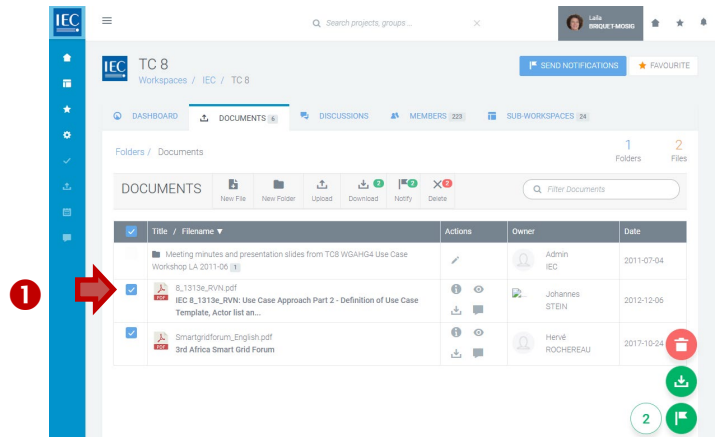 IEC
Search projects, groups ...
Laila
BRIQUET-MOSIG
IEC
TC 8
Workspaces / IEC / TC 8
SEND NOTIFICATIONS
FAVOURITE
DASHBOARD
DOCUMENTS 6
DISCUSSIONS
MEMBERS 223
SUB-WORKSPACES 24
Folders / Documents
1
Folders
2
Files
DOCUMENTS
New File
New Folder
Upload
2
Download
2
Notify
2
Delete
Filter Documents
Title / Filename ▼
Actions
Owner
Date
Meeting minutes and presentation slides from TC8 WGAHG4 Use Case
Workshop LA 2011-06 1
Admin
IEC
2011-07-04
1
PDF
8_1313e_RVN.pdf
IEC 8_1313e_RVN: Use Case Approach Part 2 - Definition of Use Case
Template, Actor list an...
Johannes
STEIN
2012-12-06
PDF
Smartgridforum_English.pdf
3rd Africa Smart Grid Forum
Hervé
ROCHEREAU
2017-10-24
2